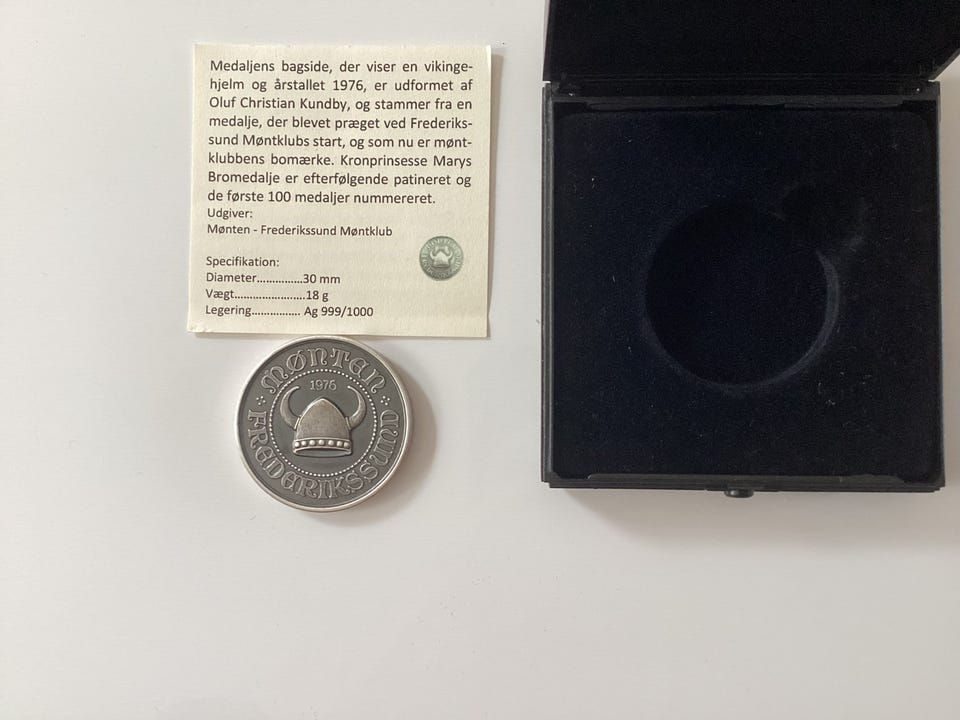 Medaljens bagside, der viser en vikinge-
hjelm og årstallet 1976, er udformet af
Oluf Christian Kundby, og stammer fra en
medalje, der blevet præget ved Frederiks-
sund Møntklubs start, og som nu er mønt-
klubbens bomærke. Kronprinsesse Marys
Bromedalje er efterfølgende patineret og
de første 100 medaljer nummereret.
Udgiver:
Mønten - Frederikssund Møntklub
Specifikation:
Diameter...............30 mm
Vægt.......................18 g
Legering............... Ag 999/1000
MØNTEN
1976
FREDERIKSSUND